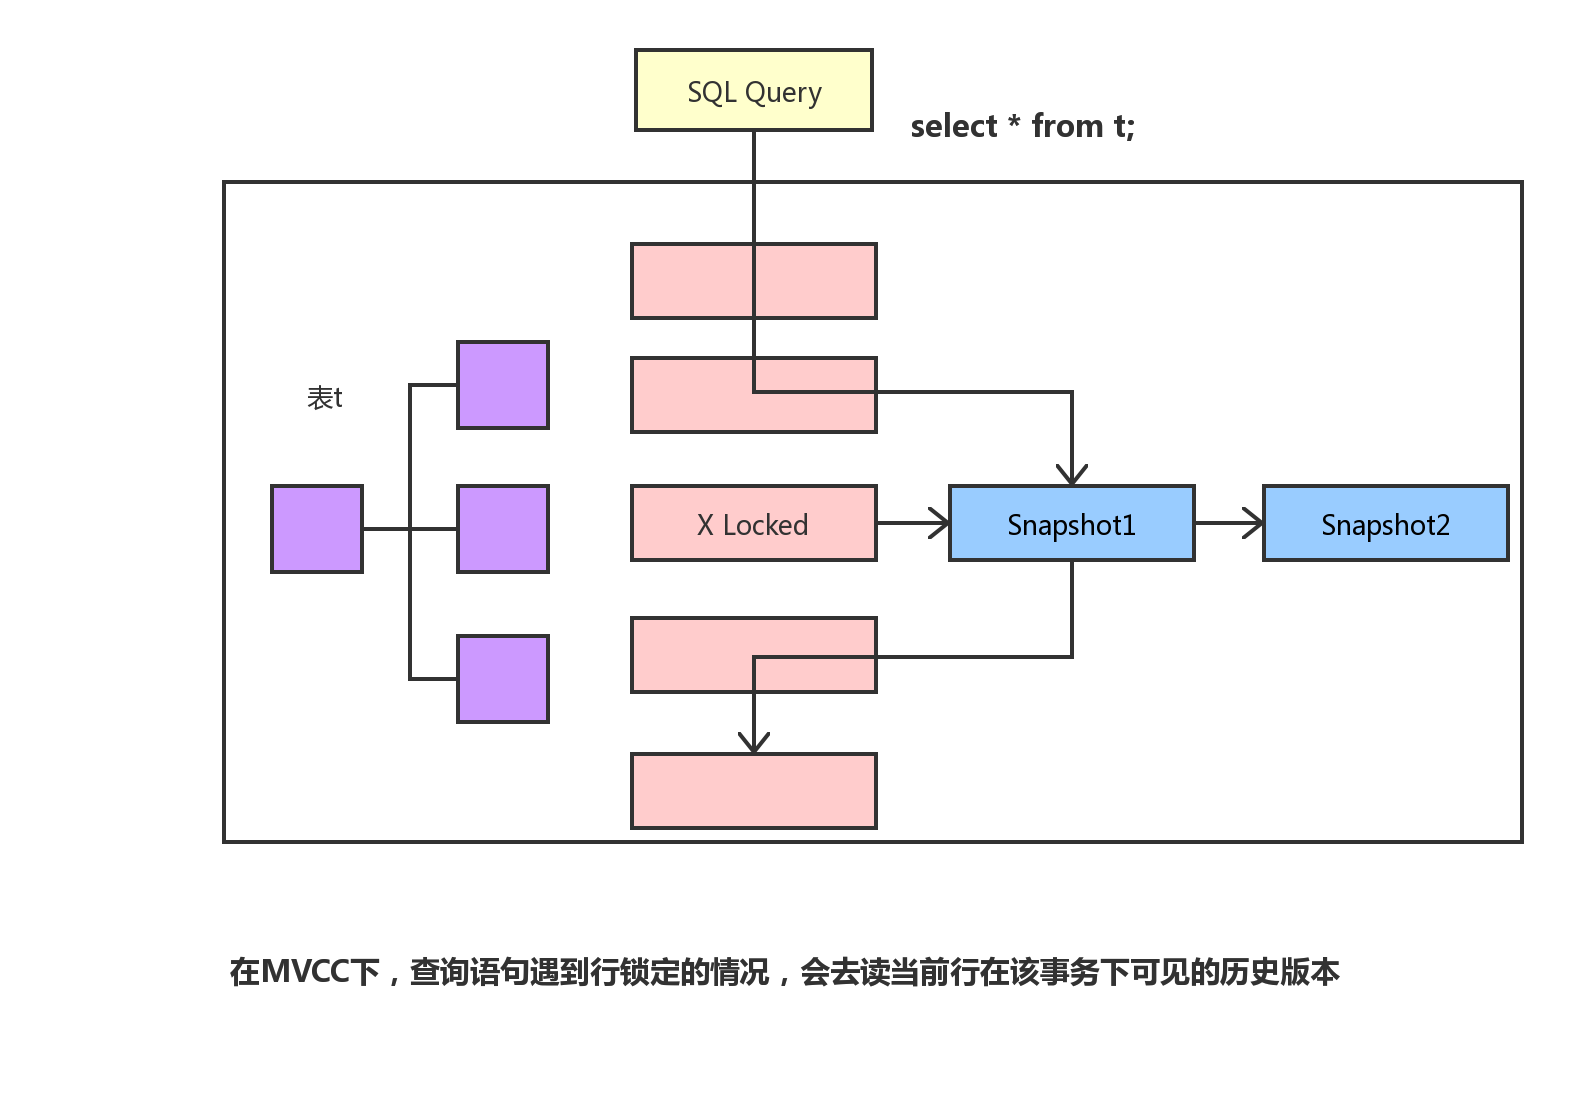 SQL Query
select * from t;
表t
X Locked
Snapshot1
Snapshot2
在MVCC下，查询语句遇到行锁定的情况，会去读当前行在该事务下可见的历史版本